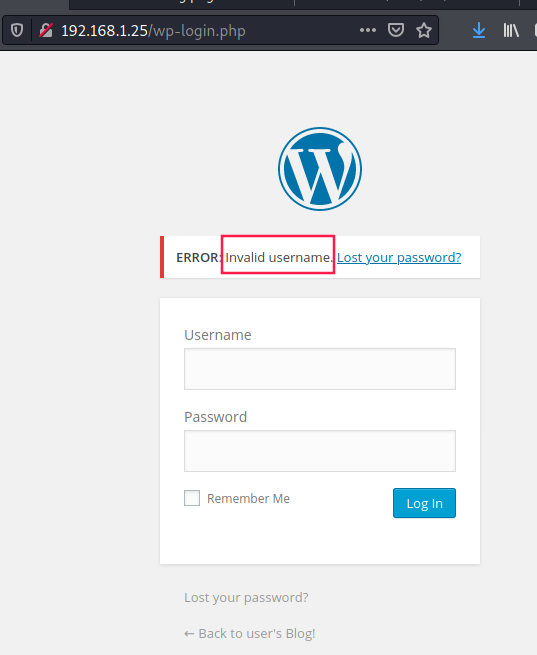 192.168.1.25/wp-login.php
ERROR: Invalid username. Lost your password?
Username
Password
Remember Me
Log In
Lost your password?
← Back to user's Blog!